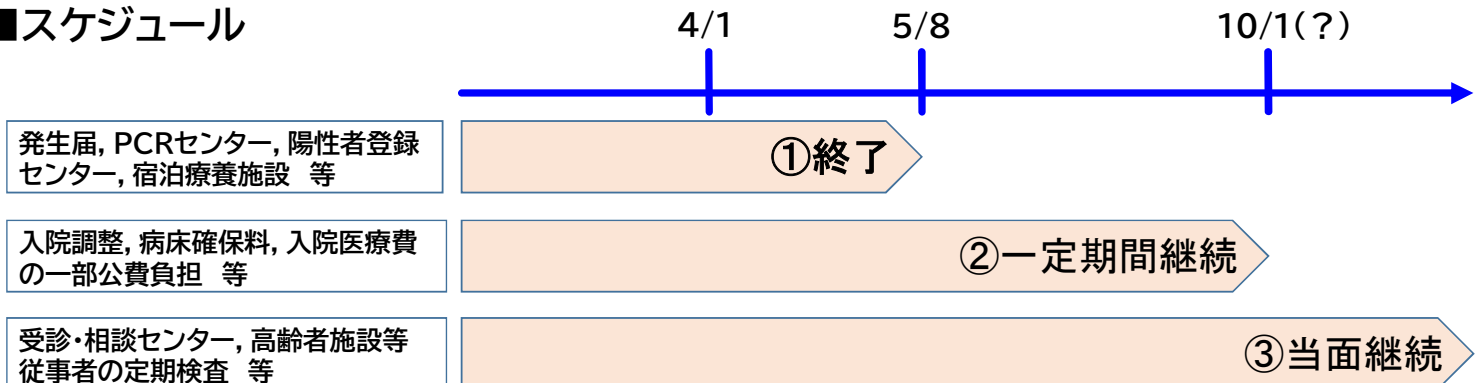 ■スケジュール
4/1
5/8
10/1(?)
発生届, PCRセンター, 陽性者登録
センター, 宿泊療養施設 等
①終了
入院調整, 病床確保料, 入院医療費
の一部公費負担 等
②一定期間継続
受診・相談センター, 高齢者施設等
従事者の定期検査 等
③当面継続